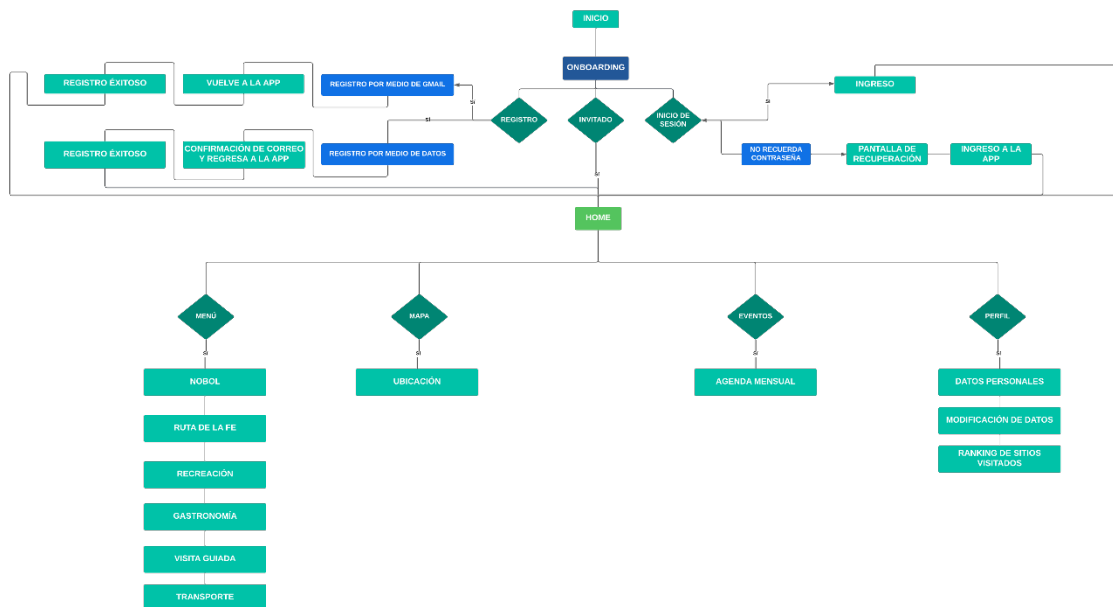 INICIO
ONBOARDING
REGISTRO ÉXITOSO
VUELVE A LA APP
REGISTRO POR MEDIO DE GMAIL
SI
REGISTRO
INVITADO
INICIO DE
SESIÓN
SI
INGRESO
REGISTRO ÉXITOSO
CONFIRMACIÓN DE CORREO
Y REGRESA A LA APP
REGISTRO POR MEDIO DE DATOS
SI
SI
NO RECUERDA
CONTRASEÑA
PANTALLA DE
RECUPERACIÓN
INGRESO A LA
APP
HOME
MENÚ
MAPA
EVENTOS
PERFIL
SI
SI
SI
SI
NOBOL
UBICACIÓN
AGENDA MENSUAL
DATOS PERSONALES
RUTA DE LA FE
MODIFICACIÓN DE DATOS
RECREACIÓN
RANKING DE SITIOS
VISITADOS
GASTRONOMÍA
VISITA GUIADA
TRANSPORTE